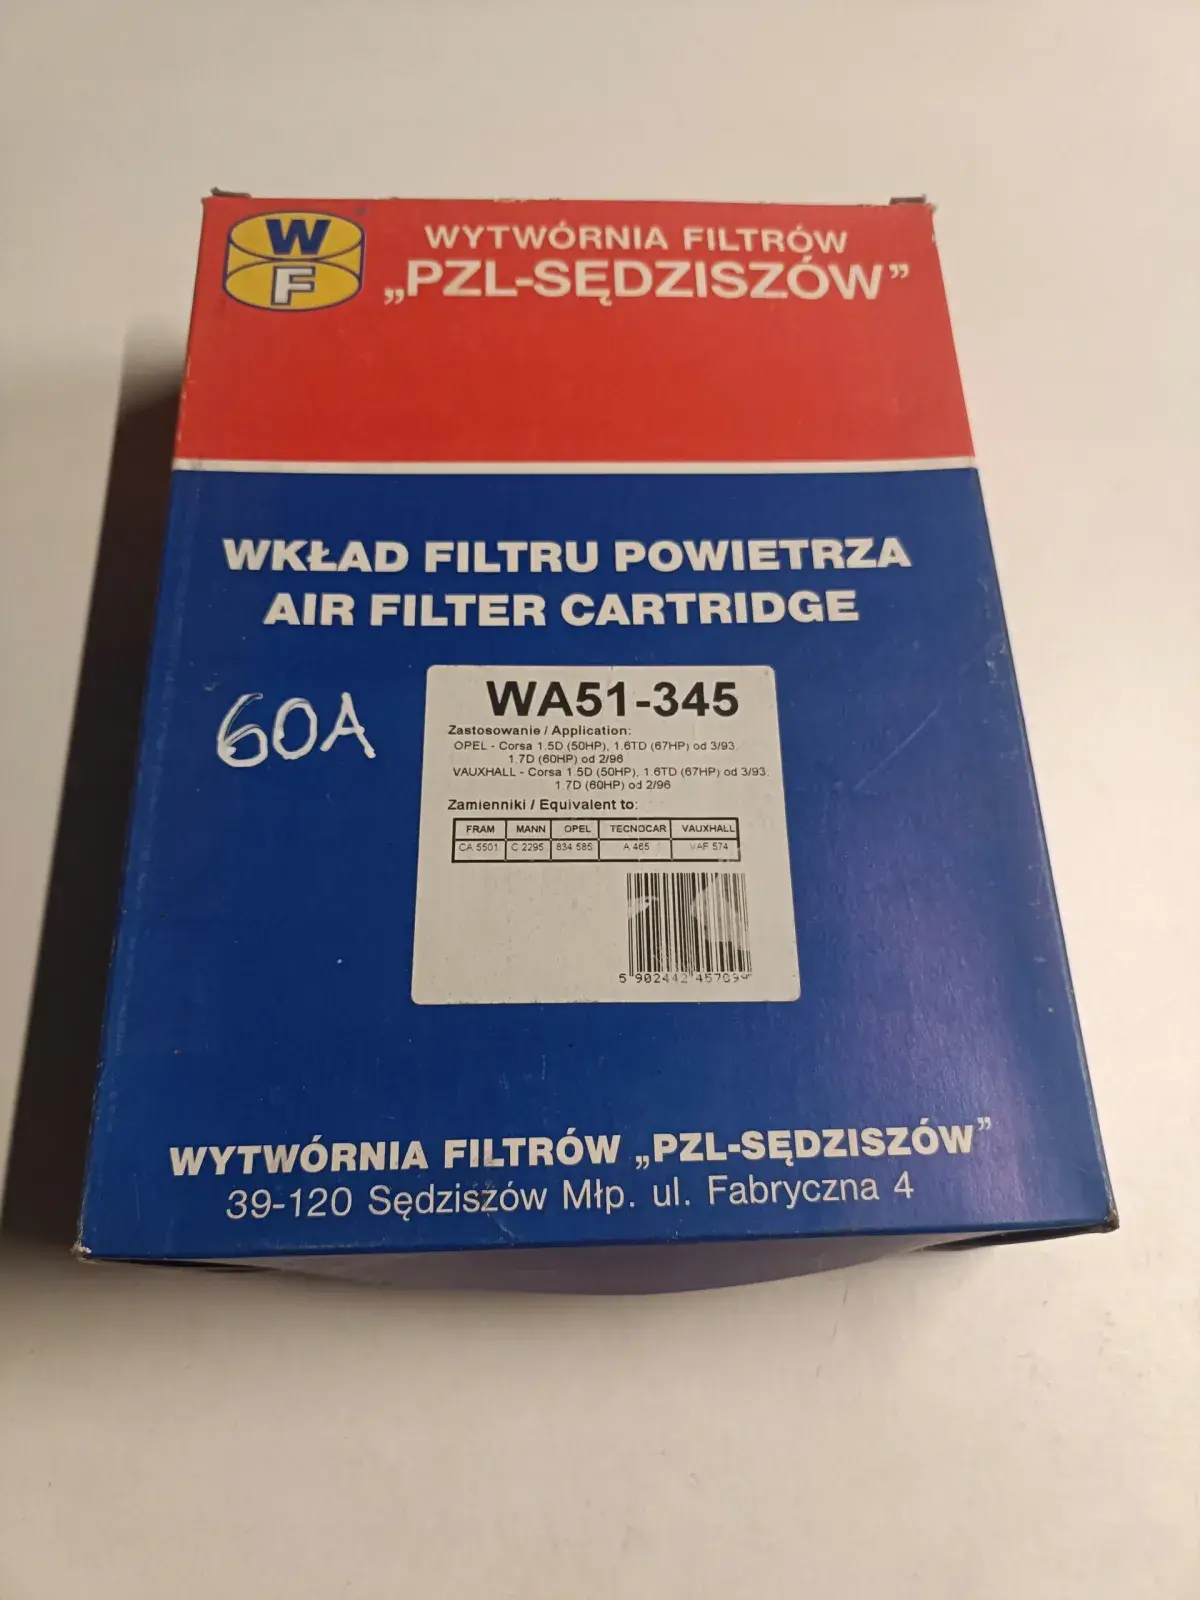 W
F
WYTWÓRNIA FILTRÓW
„PZL-SĘDZISZÓW”
WKŁAD FILTRU POWIETRZA
AIR FILTER CARTRIDGE
60A
WA51-345
Zastosowanie / Application:
OPEL - Corsa 1.5D (50HP), 1.6TD (67HP) od 3/93,
1.7D (60HP) od 2/96
VAUXHALL - Corsa 1.5D (50HP), 1.6TD (67HP) od 3/93,
1.7D (60HP) od 2/96
Zamienniki / Equivalent to:
FRAM MANN OPEL TECNOCAR VAUXHALL
CA 5501 C 2295 834 585 A 465 VAF 574
5 902442
WYTWÓRNIA FILTRÓW „PZL-SĘDZISZÓW”
39-120 Sędziszów Młp. ul. Fabryczna 4